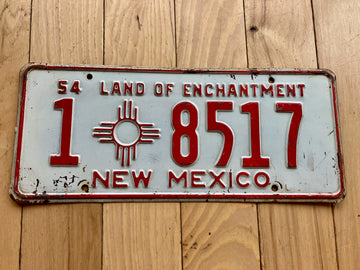 54 LAND OF ENCHANTMENT
1 8517
NEW MEXICO